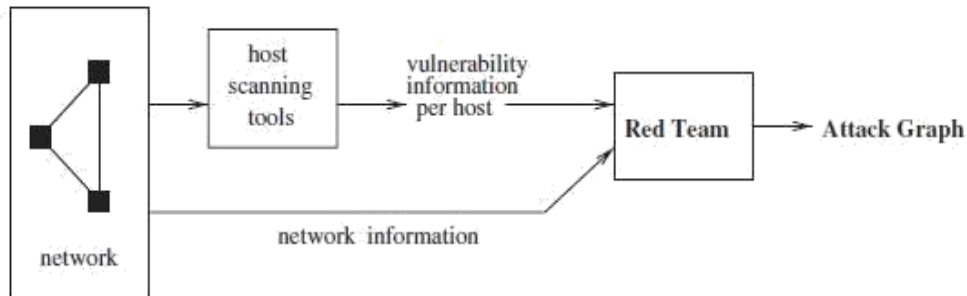 host
scanning
tools
vulnerability
information
per host
Red Team
Attack Graph
network information
network